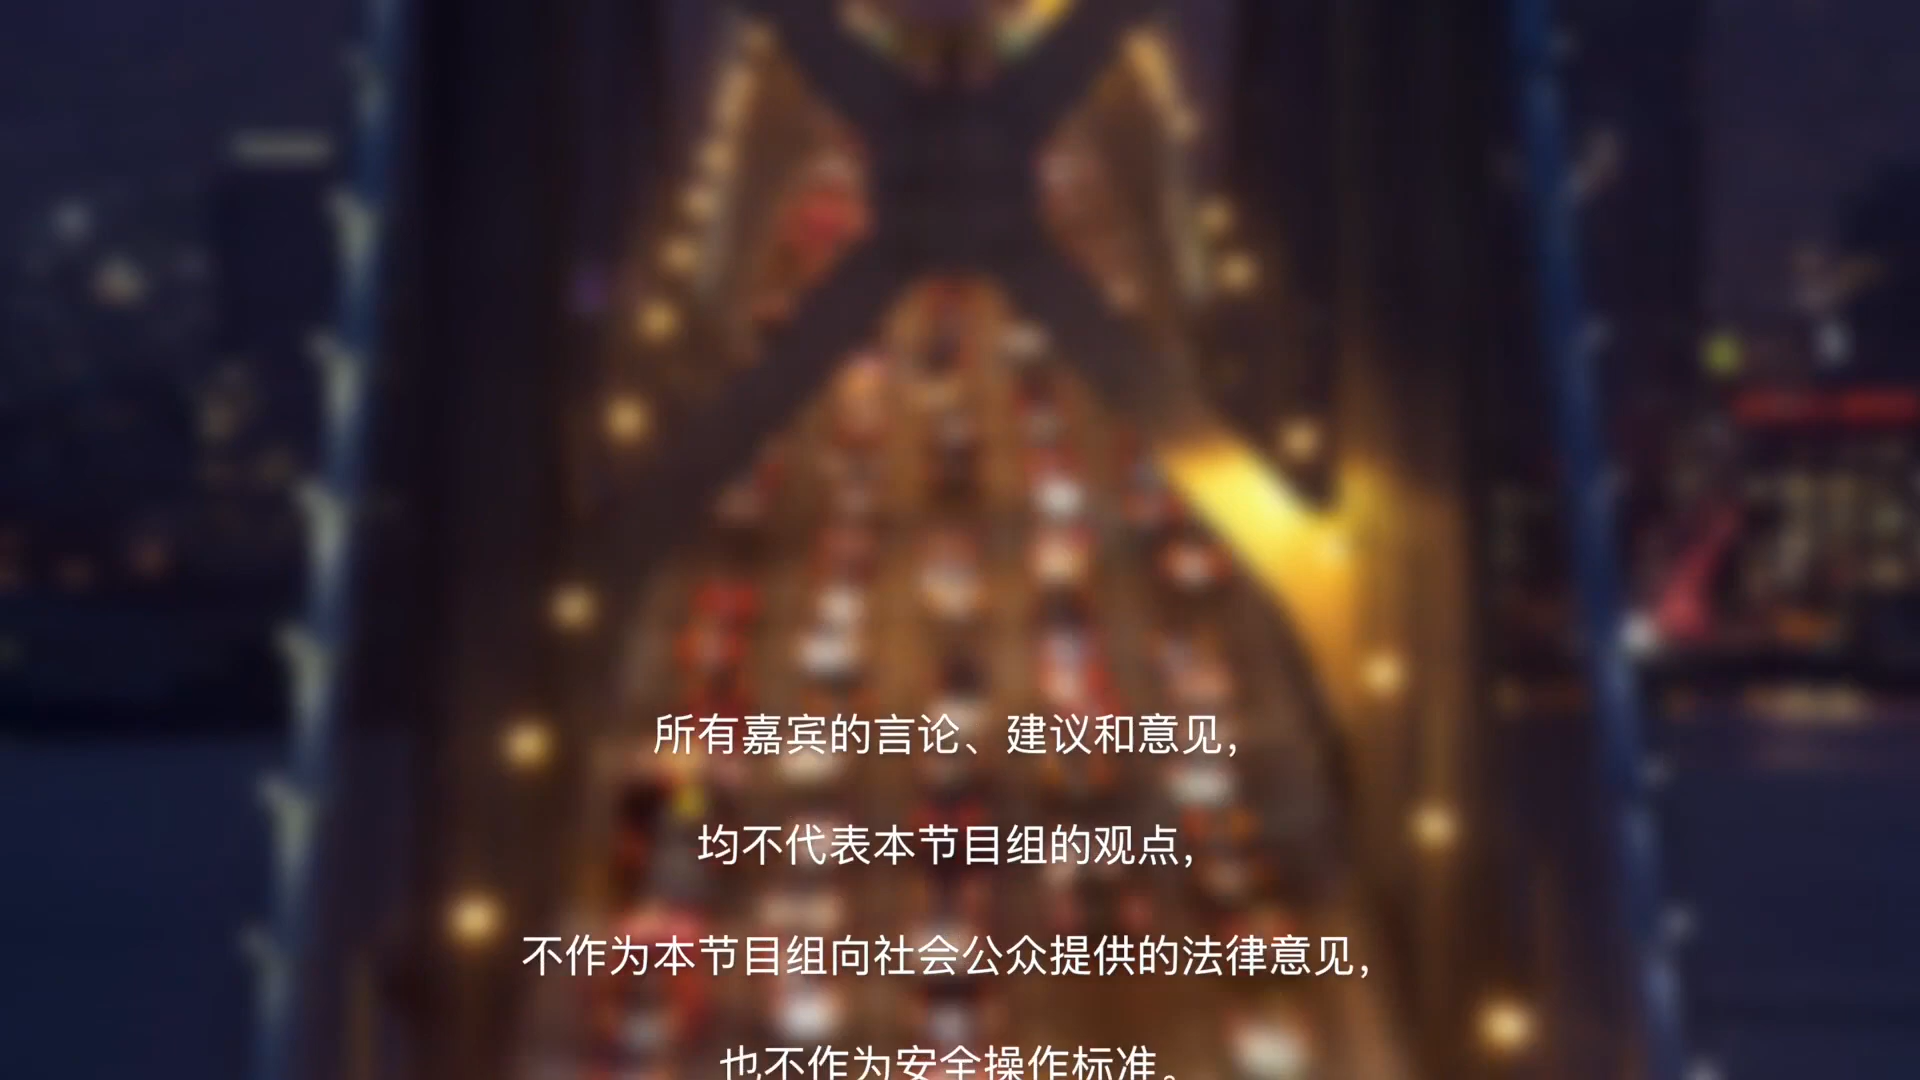 所有嘉宾的言论、建议和意见，
均不代表本节目组的观点，
不作为本节目组向社会公众提供的法律意见，
也不作为安全操作标准。